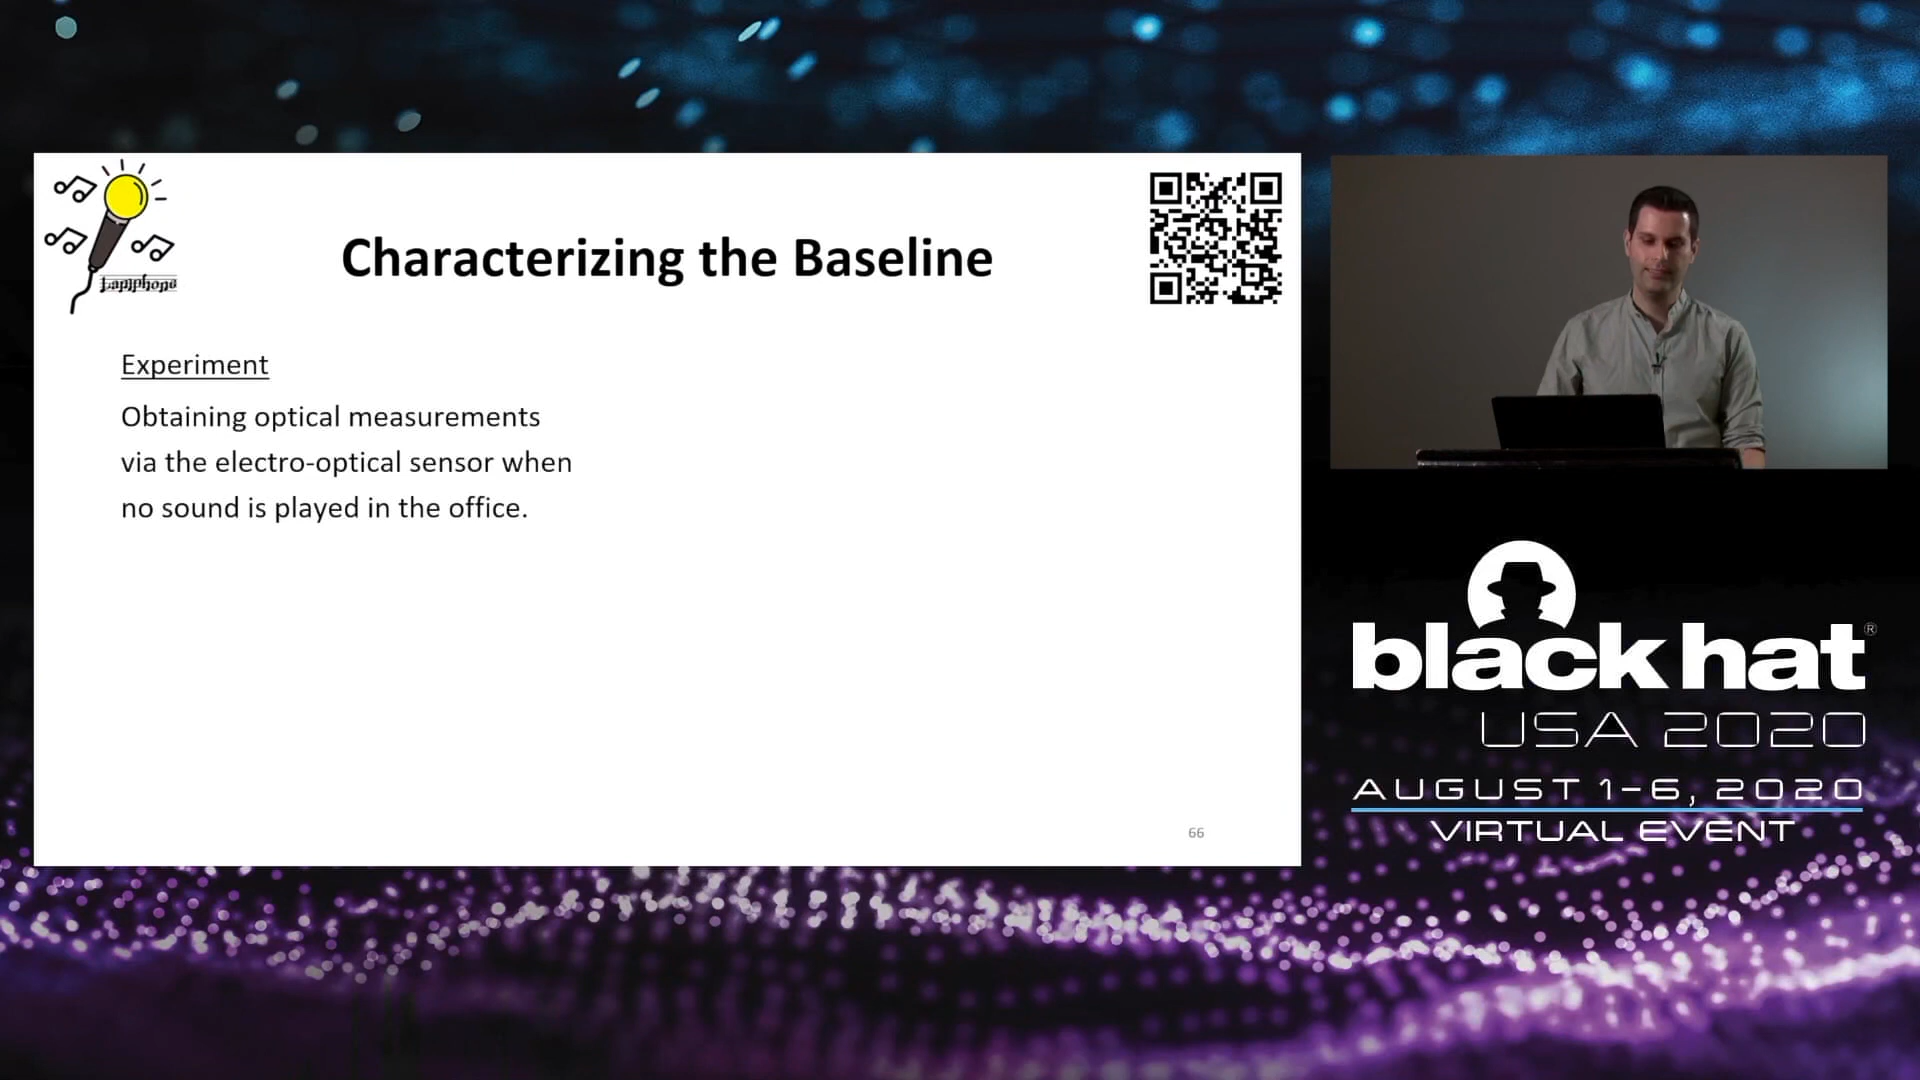 Lamphone
Characterizing the Baseline
Experiment
Obtaining optical measurements
via the electro-optical sensor when
no sound is played in the office.
66
black hat®
USA 2020
AUGUST 1-6, 2020
VIRTUAL EVENT